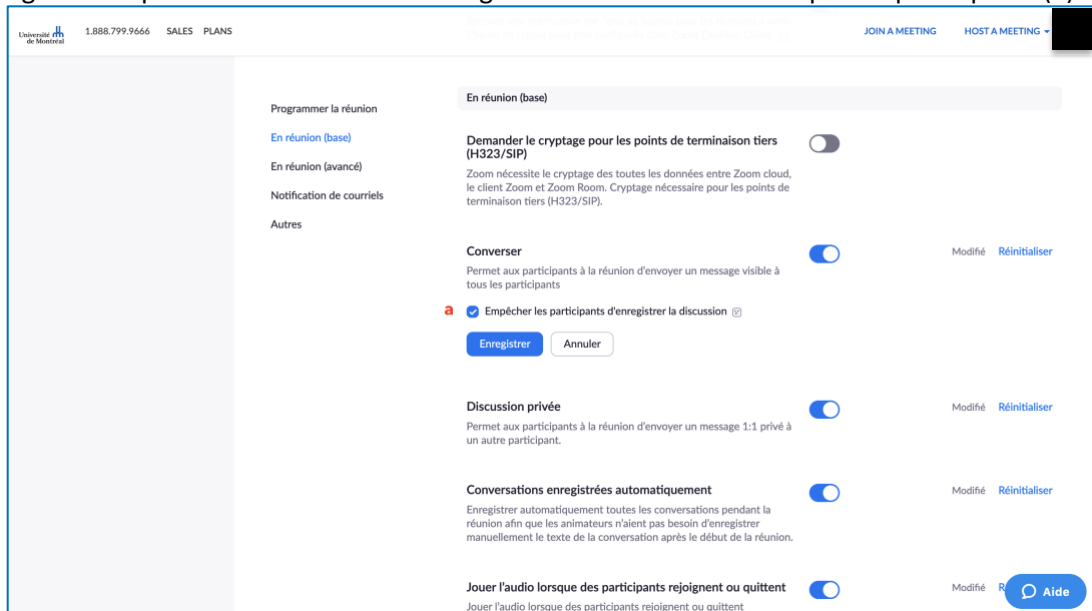 Université de Montréal
1.888.799.9666 SALES PLANS
JOIN A MEETING HOST A MEETING
Programmer la réunion
En réunion (base)
En réunion (avancé)
Notification de courriels
Autres
En réunion (base)
Demander le cryptage pour les points de terminaison tiers
(H323/SIP)
Zoom nécessite le cryptage des toutes les données entre Zoom cloud,
le client Zoom et Zoom Room. Cryptage nécessaire pour les points de
terminaison tiers (H323/SIP).
Converser
Modifié Réinitialiser
Permet aux participants à la réunion d'envoyer un message visible à
tous les participants
a Empêcher les participants d'enregistrer la discussion
Enregistrer Annuler
Discussion privée
Modifié Réinitialiser
Permet aux participants à la réunion d'envoyer un message 1:1 privé à
un autre participant.
Conversations enregistrées automatiquement
Modifié Réinitialiser
Enregistrer automatiquement toutes les conversations pendant la
réunion afin que les animateurs n'aient pas besoin d'enregistrer
manuellement le texte de la conversation après le début de la réunion.
Jouer l'audio lorsque des participants rejoignent ou quittent
Modifié
Jouer l'audio lorsque des participants rejoignent ou quittent
Aide